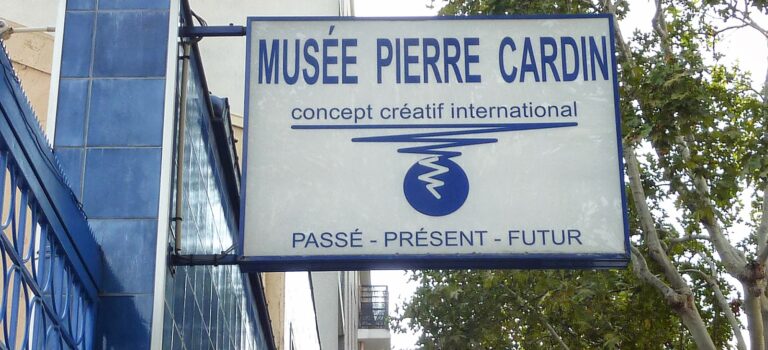 MUSÉE PIERRE CARDIN
concept créatif international
PASSÉ - PRÉSENT - FUTUR